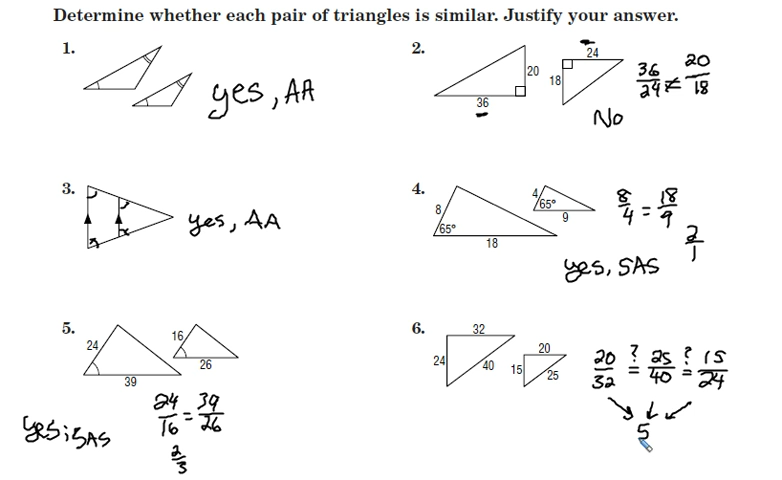 Determine whether each pair of triangles is similar. Justify your answer.
1.
yes, AA
2.
20
36
24
18
36/24 ≠ 20/18
No
3.
yes, AA
4.
8
65°
18
4
65°
9
8/4 = 18/9
2/1
yes, SAS
5.
24
39
16
26
24/16 = 39/26
2/3
yes; SAS
6.
32
24
40
20
15
25
20/32 ?= 25/40 ?= 15/24
5